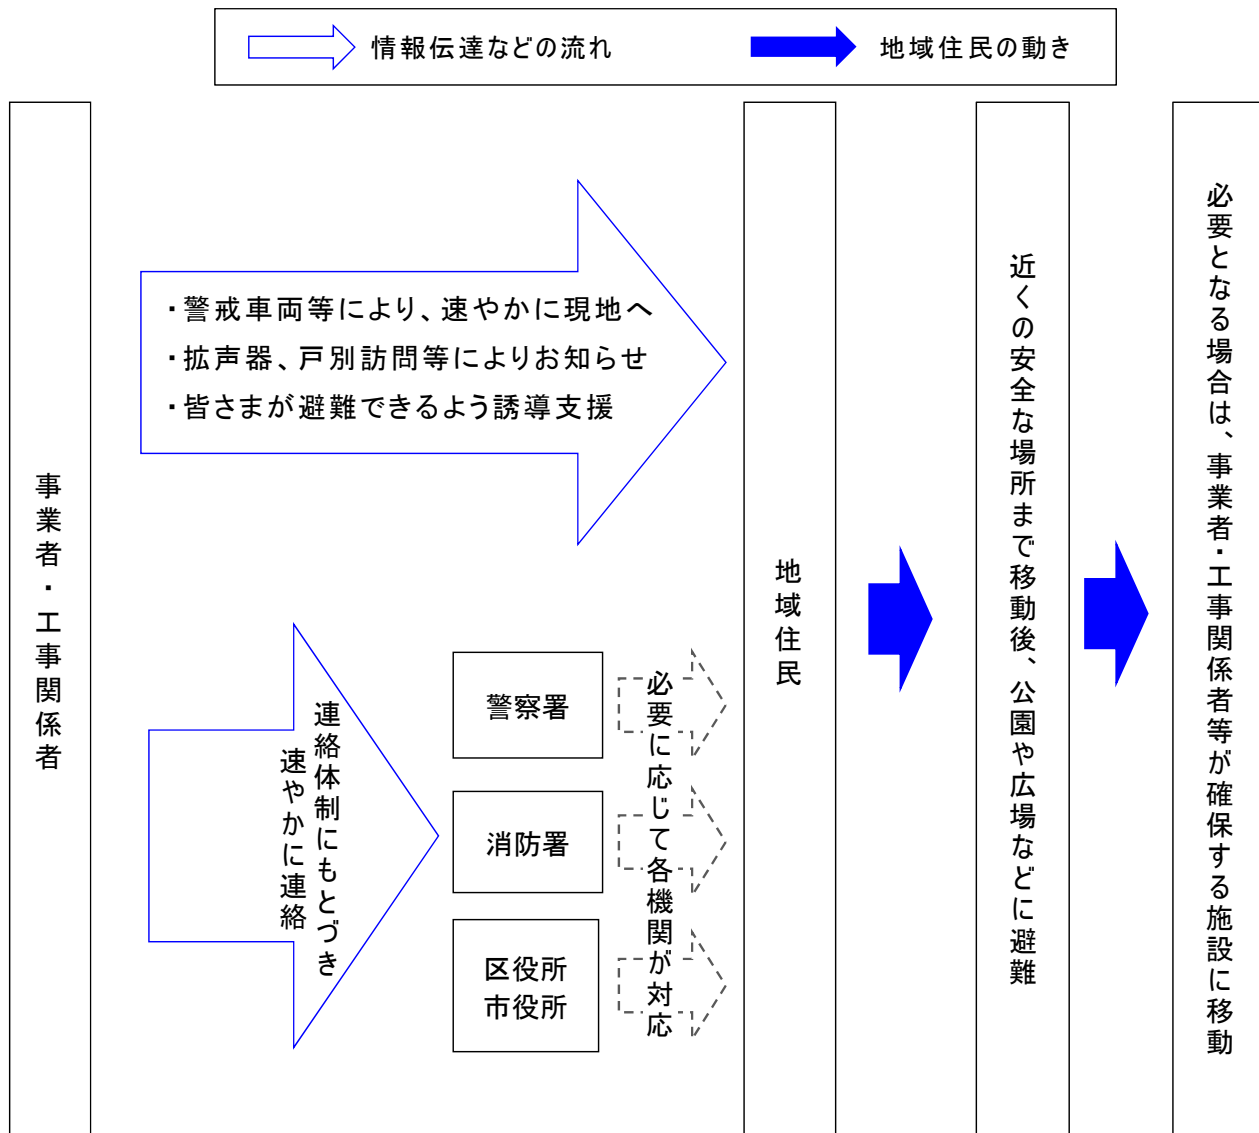 情報伝達などの流れ
地域住民の動き
事業者・工事関係者
・警戒車両等により、速やかに現地へ
・拡声器、戸別訪問等によりお知らせ
・皆さまが避難できるよう誘導支援
連絡体制にもとづき
速やかに連絡
警察署
消防署
区役所
市役所
必要に応じて各機関が対応
地域住民
近くの安全な場所まで移動後、公園や広場などに避難
必要となる場合は、事業者・工事関係者等が確保する施設に移動